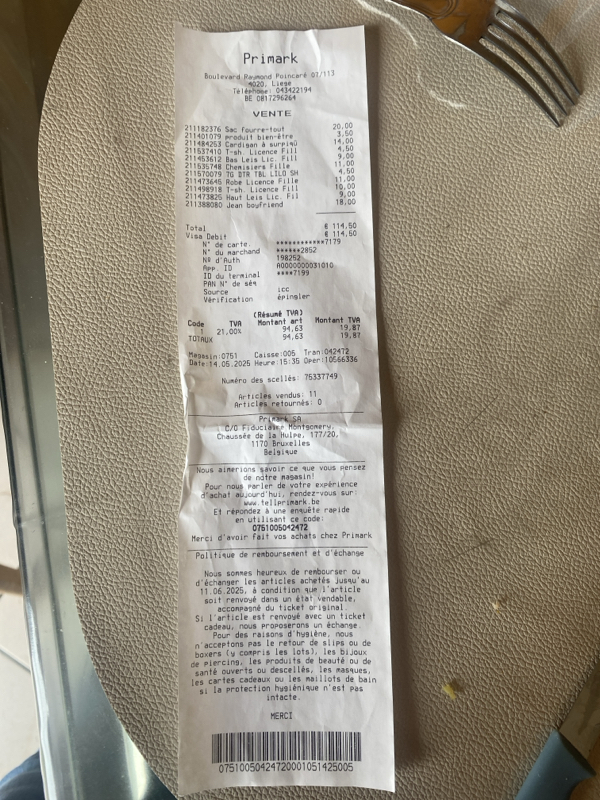 Primark
Boulevard Raymond Poincaré 07/113
4020, Liege
Téléphone: 043422194
BE 0817296264
VENTE
211182376 Sac fourre-tout 20,00
211401079 produit bien-être 3,50
211484253 Cardigan à surpiqû 14,00
211537410 T-sh. Licence Fill 4,50
211453612 Bas Leis Lic. Fill 9,00
211535748 Chemisiers Fille 11,00
211570079 7G DTR TBL LILO SH 4,50
211473645 Robe Licence Fille 11,00
211498918 T-sh. Licence Fill 10,00
211473825 Haut Leis Lic. Fil 9,00
211388080 Jean boyfriend 18,00
Total € 114,50
Visa Debit € 114,50
N° de carte ************7179
N° du marchand ******2852
N# d'Auth 198252
App. ID A0000000031010
ID du terminal ****7199
PAN N° de séq
Source icc
Vérification épingler
(Résumé TVA)
Code TVA Montant art Montant TVA
1 21,00% 94,63 19,87
TOTAUX 94,63 19,87
Magasin:0751 Caisse:005 Tran:042472
Date:14.05.2025 Heure:15:35 Oper:10566336
Numéro des scellés: 75337749
Articles vendus: 11
Articles retournés: 0
Primark SA
C/O Fiduciaire Montgomery,
Chaussée de la Hulpe, 177/20,
1170 Bruxelles
Belgique
Nous aimerions savoir ce que vous pensez
de notre magasin!
Pour nous parler de votre expérience
d'achat aujourd'hui, rendez-vous sur:
www.tellprimark.be
Et répondez à une enquête rapide
en utilisant ce code:
0751005042472
Merci d'avoir fait vos achats chez Primark
Politique de remboursement et d'échange
Nous sommes heureux de rembourser ou
d'échanger les articles achetés jusqu'au
11.06.2025, à condition que l'article
soit renvoyé dans un état vendable,
accompagné du ticket original.
Si l'article est renvoyé avec un ticket
cadeau, nous proposerons un échange.
Pour des raisons d'hygiène, nous
n'acceptons pas le retour de slips ou de
boxers (y compris les lots), les bijoux
de piercing, les produits de beauté ou de
santé ouverts ou descellés, les masques,
les cartes cadeaux ou les maillots de bain
si la protection hygiénique n'est pas
intacte.
MERCI
07510050424720001051425005